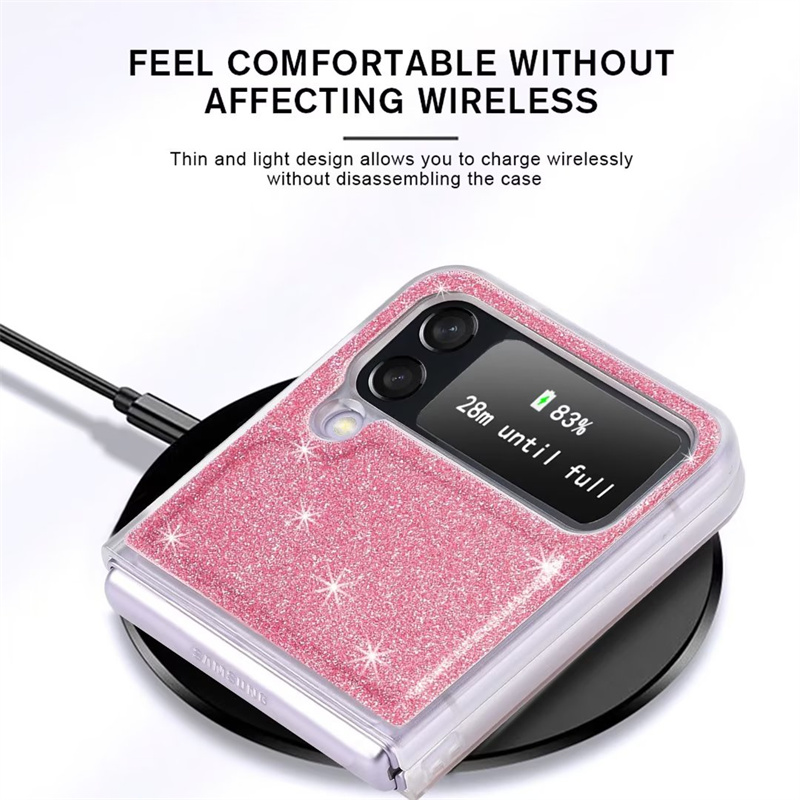 FEEL COMFORTABLE WITHOUT
AFFECTING WIRELESS
Thin and light design allows you to charge wirelessly
without disassembling the case
83%
28m until full
SAMSUNG